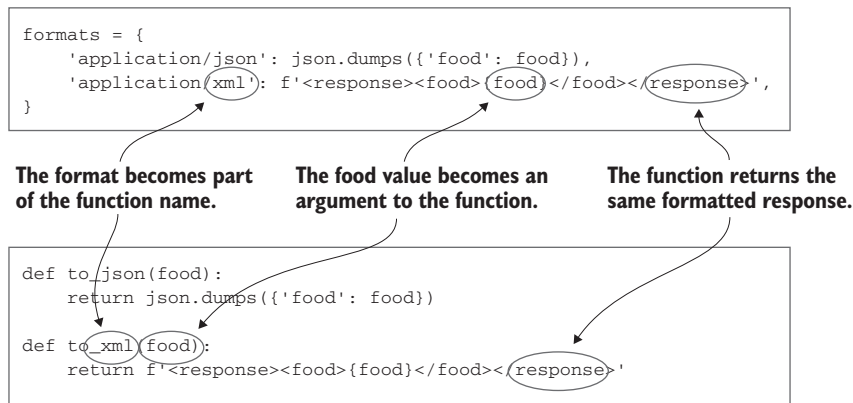 formats = {
    'application/json': json.dumps({'food': food}),
    'application/xml': f'<response><food>{food}</food></response>',
}
The format becomes part
of the function name.
The food value becomes an
argument to the function.
The function returns the
same formatted response.
def to_json(food):
    return json.dumps({'food': food})
def to_xml(food):
    return f'<response><food>{food}</food></response>'